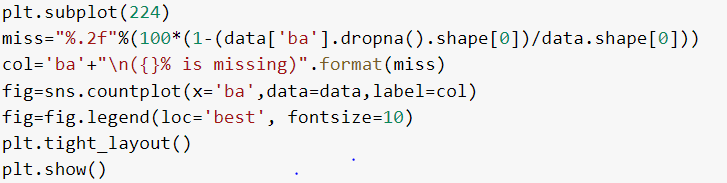 plt.subplot(224)
miss="%.2f"%(100*(1-(data['ba'].dropna().shape[0])/data.shape[0]))
col='ba'+"\n({}% is missing)".format(miss)
fig=sns.countplot(x='ba',data=data,label=col)
fig=fig.legend(loc='best', fontsize=10)
plt.tight_layout()
plt.show()